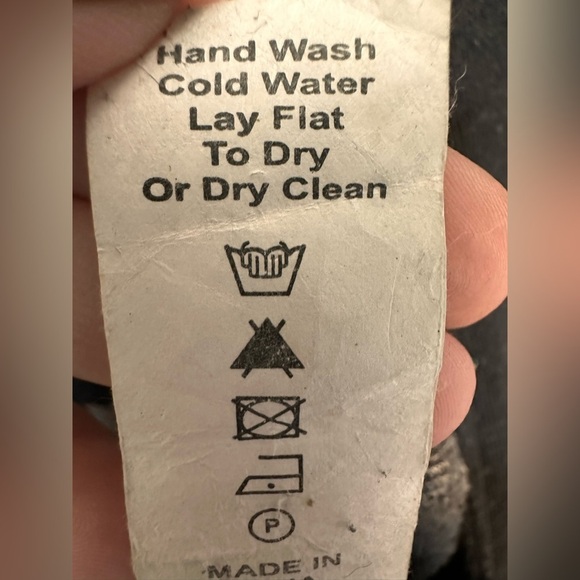 Hand Wash
Cold Water
Lay Flat
To Dry
Or Dry Clean
P
MADE IN